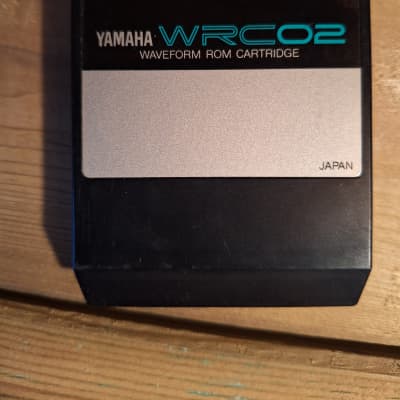 YAMAHA WRC02
WAVEFORM ROM CARTRIDGE
JAPAN